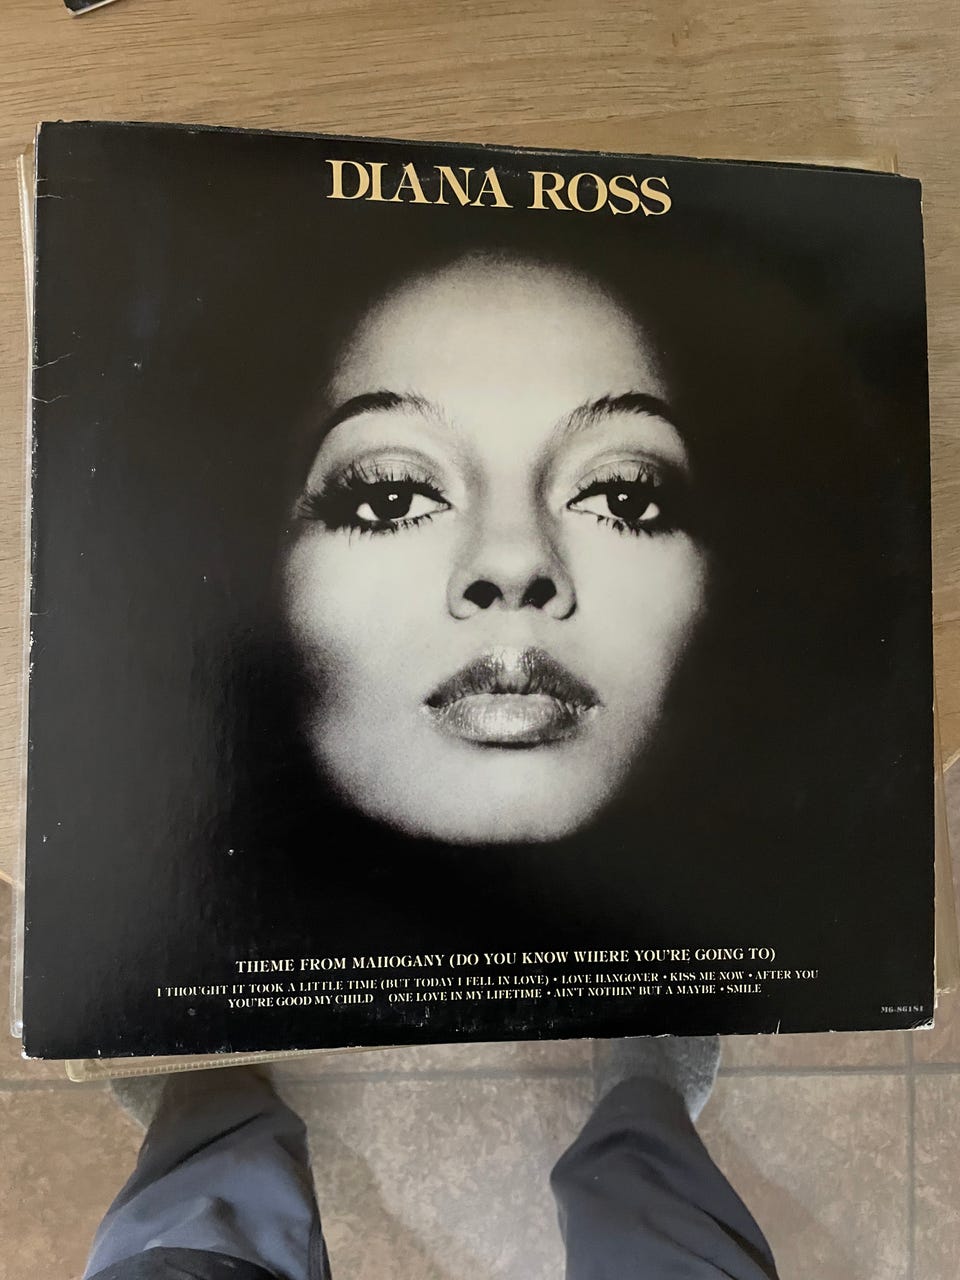 DIANA ROSS
THEME FROM MAHOGANY (DO YOU KNOW WHERE YOU'RE GOING TO)
I THOUGHT IT TOOK A LITTLE TIME (BUT TODAY I FELL IN LOVE) • LOVE HANGOVER • KISS ME NOW • AFTER YOU
YOU'RE GOOD MY CHILD ONE LOVE IN MY LIFETIME • AIN'T NOTHIN' BUT A MAYBE • SMILE
M6-861S1